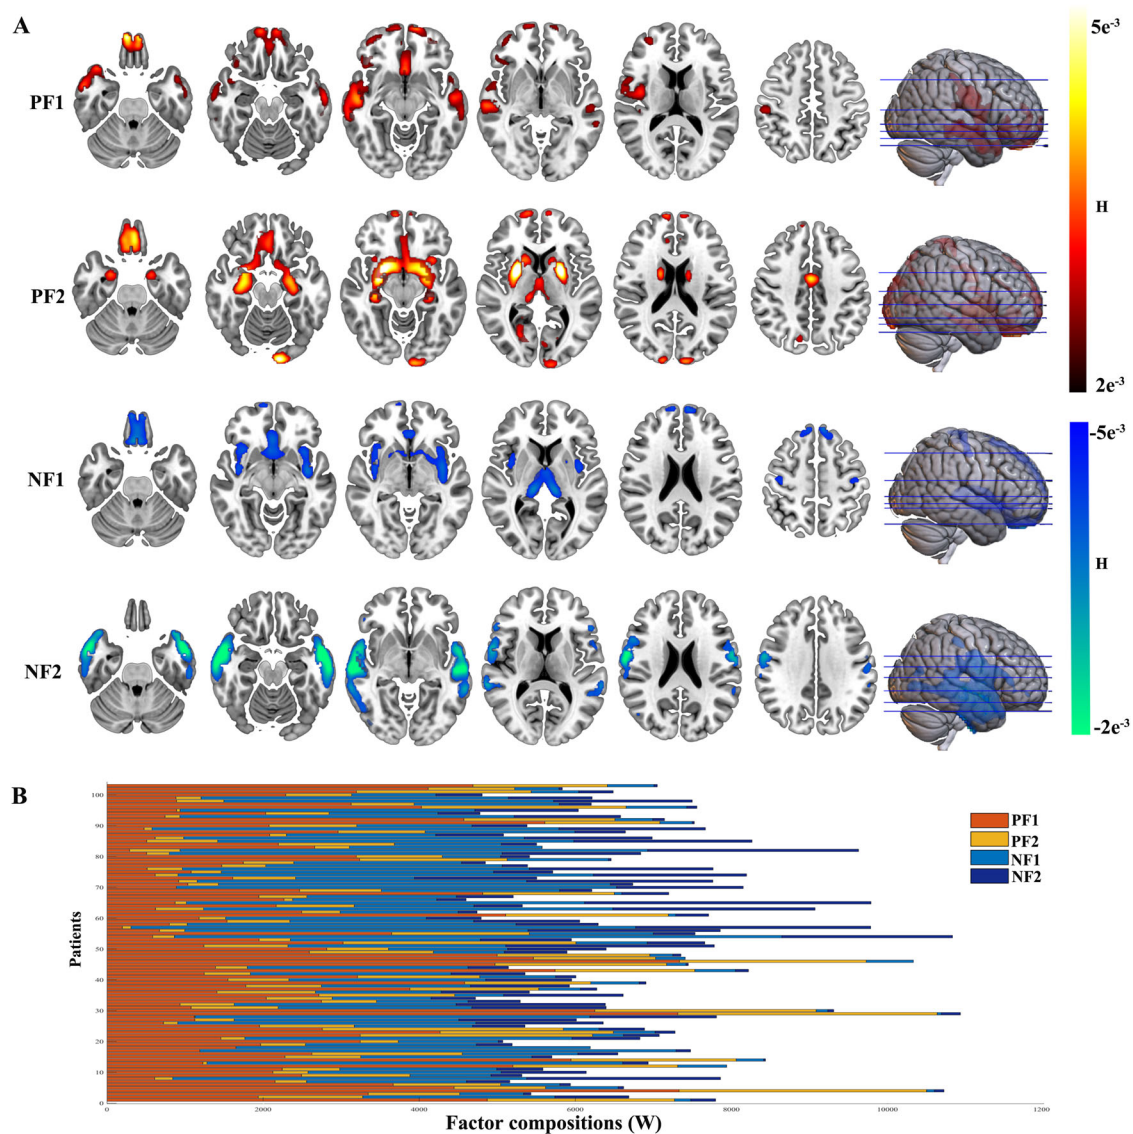 A
PF1
PF2
NF1
NF2
5e-3
H
2e-3
-5e-3
H
-2e-3
B
100
90
80
70
60
50
40
30
20
10
0
Patients
0 2000 4000 6000 8000 10000 1200
Factor compositions (W)
PF1
PF2
NF1
NF2